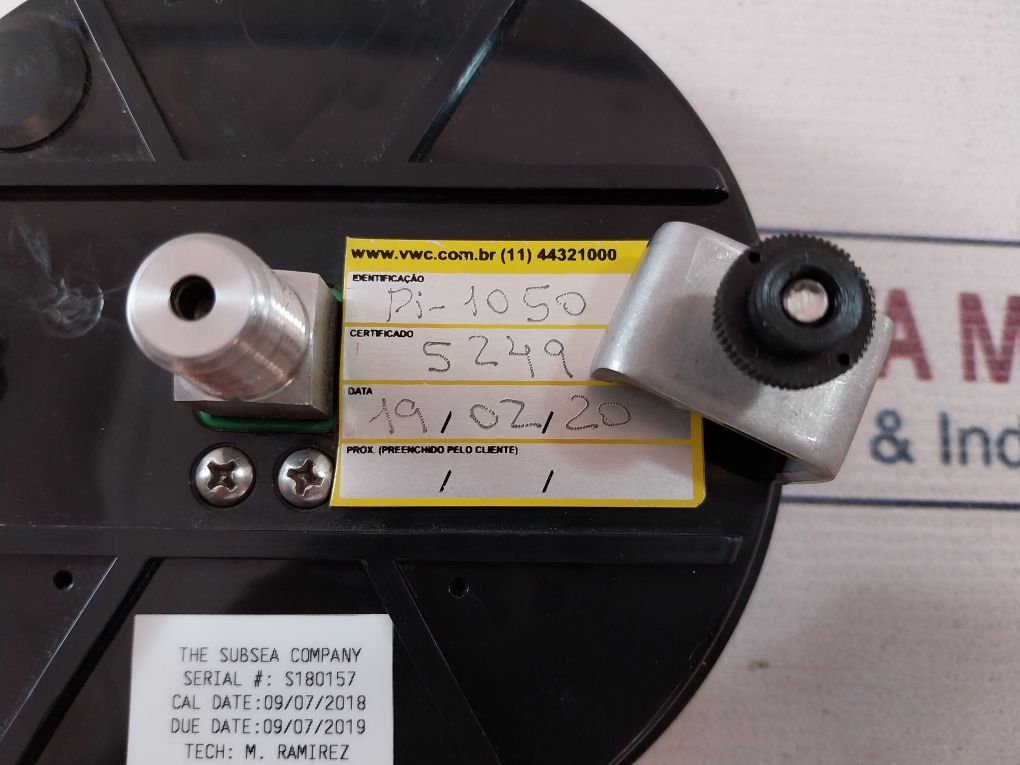 www.vwc.com.br (11) 44321000
IDENTIFICAÇÃO
Pi-1050
CERTIFICADO
5249
DATA
19/02/20
PROX. (PREENCHIDO PELO CLIENTE)
/ /
A M
& Ind
THE SUBSEA COMPANY
SERIAL #: S180157
CAL DATE:09/07/2018
DUE DATE:09/07/2019
TECH: M. RAMIREZ